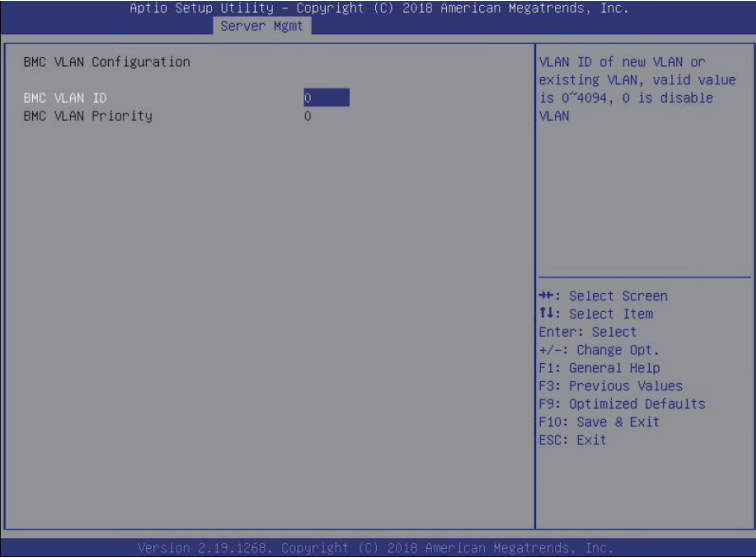 Aptio Setup Utility – Copyright (C) 2018 American Megatrends, Inc.
Server Mgmt
BMC VLAN Configuration
BMC VLAN ID 0
BMC VLAN Priority 0
VLAN ID of new VLAN or
existing VLAN, valid value
is 0~4094, 0 is disable
VLAN
→←: Select Screen
↑↓: Select Item
Enter: Select
+/-: Change Opt.
F1: General Help
F3: Previous Values
F9: Optimized Defaults
F10: Save & Exit
ESC: Exit
Version 2.19.1268. Copyright (C) 2018 American Megatrends, Inc.